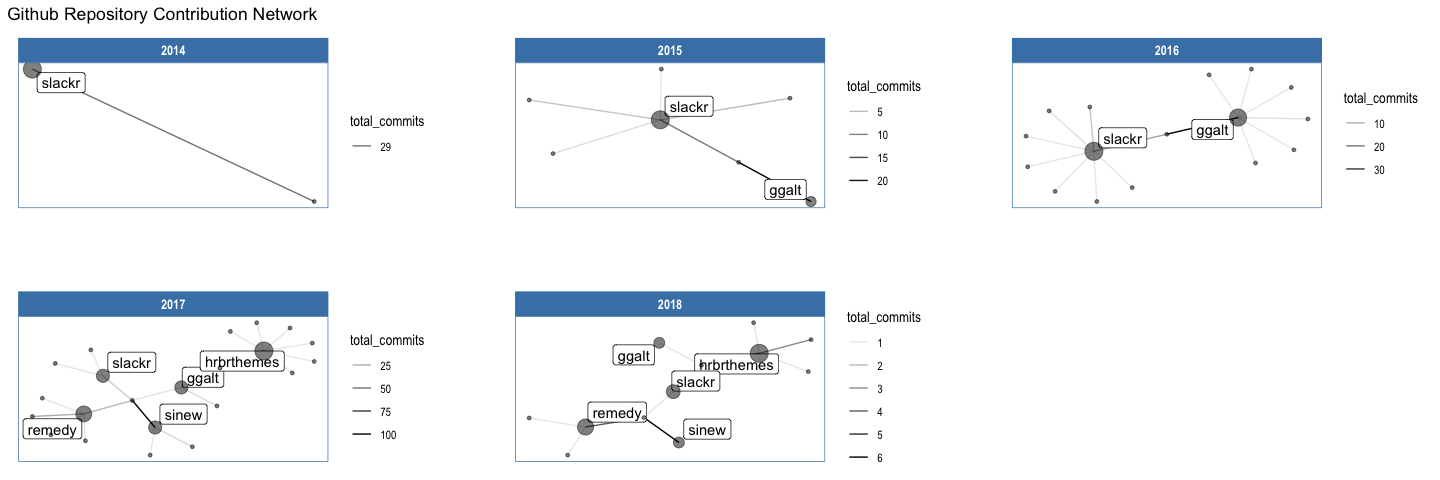 Github Repository Contribution Network
2014
slackr
total_commits
29
2015
slackr
ggalt
total_commits
5
10
15
20
2016
slackr
ggalt
total_commits
10
20
30
2017
slackr
hrbrthemes
ggalt
sinew
remedy
total_commits
25
50
75
100
2018
ggalt
hrbrthemes
slackr
remedy
sinew
total_commits
1
2
3
4
5
6